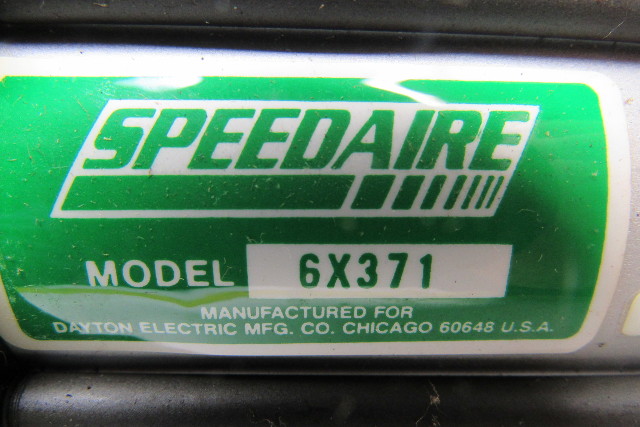 SPEEDAIRE
MODEL 6X371
MANUFACTURED FOR
DAYTON ELECTRIC MFG. CO. CHICAGO 60648 U.S.A.